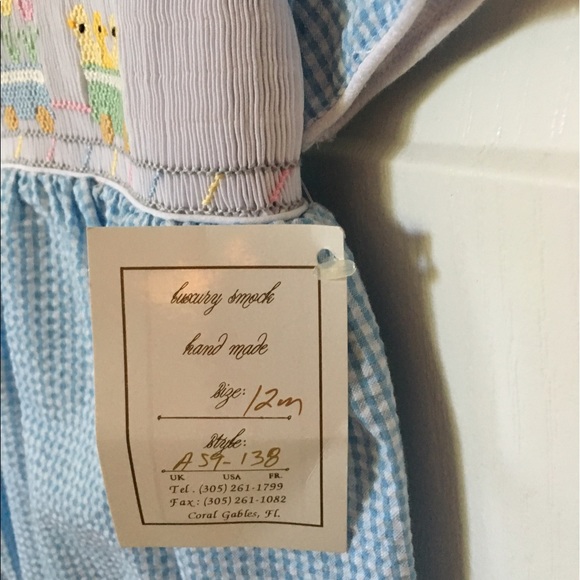 luxury smock
hand made
size: 12m
style:
A59-138
UK USA FR.
Tel. (305) 261-1799
Fax: (305) 261-1082
Coral Gables, Fl.